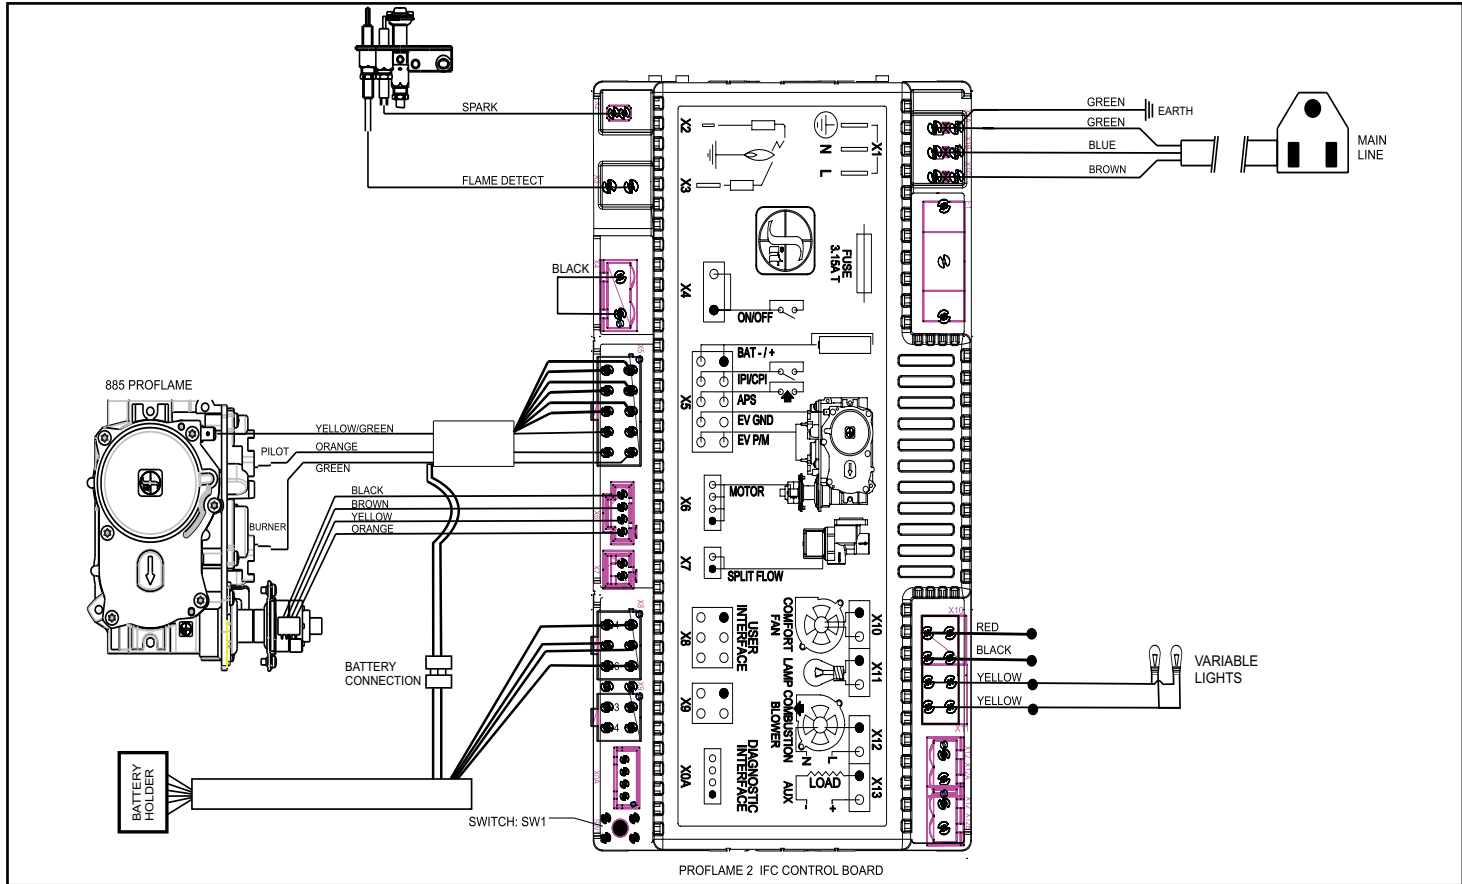 SPARK
FLAME DETECT
BLACK
885 PROFLAME
YELLOW/GREEN
PILOT
ORANGE
GREEN
BLACK
BROWN
YELLOW
ORANGE
BURNER
BATTERY
CONNECTION
BATTERY
HOLDER
SWITCH: SW1
X2
X3
X1
N
L
FUSE
3.15A T
X4
ON/OFF
BAT - / +
IPI/CPI
APS
EV GND
EV P/M
X5
MOTOR
X6
X7
SPLIT FLOW
X8
USER
INTERFACE
X9
X0A
DIAGNOSTIC
INTERFACE
COMFORT
FAN
X10
LAMP
X11
COMBUSTION
BLOWER
X12
N
L
LOAD
X13
AUX
-
+
GREEN
EARTH
GREEN
BLUE
BROWN
MAIN
LINE
X10
RED
BLACK
YELLOW
YELLOW
VARIABLE
LIGHTS
PROFLAME 2 IFC CONTROL BOARD